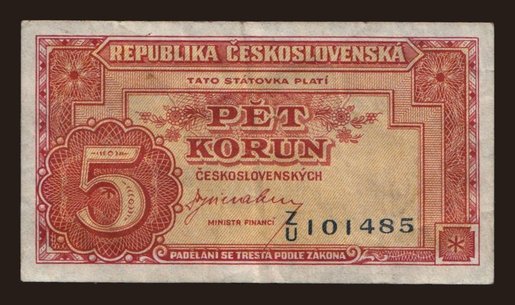 REPUBLIKA ČESKOSLOVENSKÁ
TATO STÁTOVKA PLATÍ
PĚT
KORUN
ČESKOSLOVENSKÝCH
5
MINISTR FINANCÍ
Z/U 101485
PADĚLÁNÍ SE TRESTÁ PODLE ZÁKONA